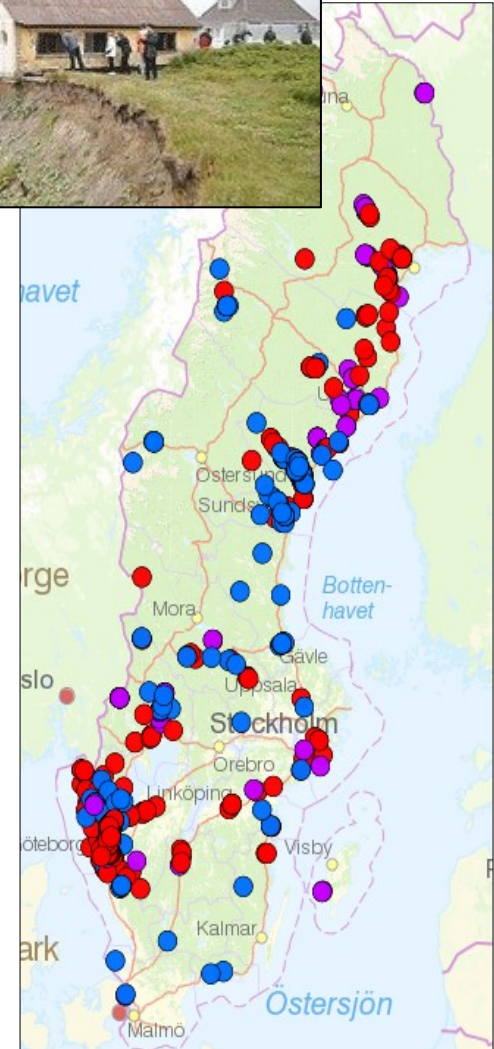 una
avet
U
Östersund
Sunds
rge
Botten-
havet
Mora
Gävle
slo
Uppsala
Stockholm
Örebro
Linköping
öteborg
Visby
Kalmar
ark
Östersjön
Malmö